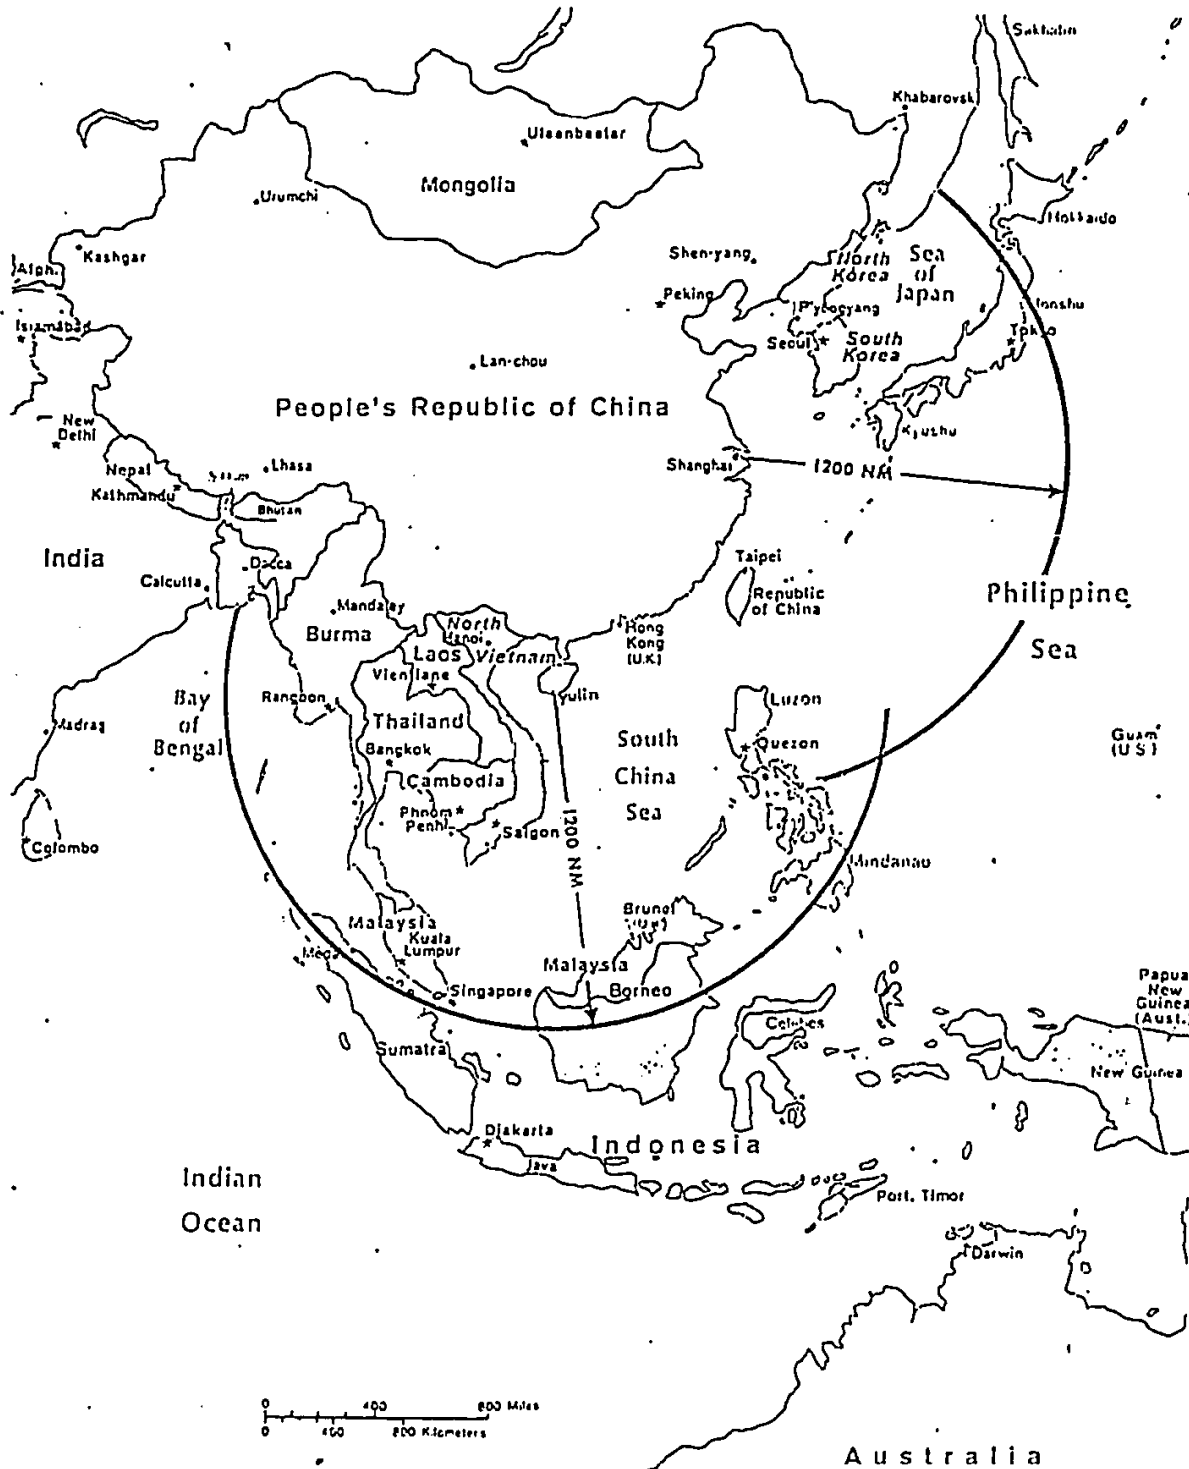 Sakhalin
Khabarovsk
Ulaanbaatar
Mongolia
Urumchi
Hokkaido
Kashgar
Shen-yang
North
Korea
Sea
of
Japan
Afph.
Peking
P'yongyang
Honshu
Islamabad
Tokyo
Seoul
South
Korea
Lan-chou
People's Republic of China
New
Delhi
Kyushu
Shanghai
1200 NM
Nepal
Lhasa
Kathmandu
Bhutan
India
Dacca
Taipei
Calcutta
Republic
of China
Philippine
Sea
Mandalay
Burma
North
Vietnam
Hanoi
Hong
Kong
(U.K.)
Laos
Vientiane
Yulin
Rangoon
Luzon
Bay
of
Bengal
Thailand
South
China
Sea
Madras
Quezon
Guam
(U S)
Bangkok
Cambodia
Phnom
Penh
Saigon
1200 NM
Colombo
Mindanao
Brunei
(U.K)
Malaysia
Kuala
Lumpur
Malaysia
Singapore
Borneo
Papua
New
Guinea
(Aust.)
Celebes
Sumatra
New Guinea
Djakarta
Indonesia
Java
Indian
Ocean
Port. Timor
Darwin
0 400 800 Miles
0 400 800 Kilometers
Australia